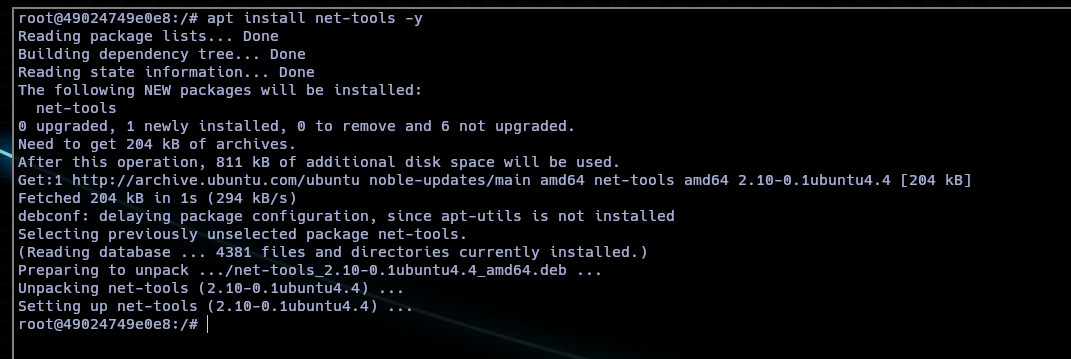 root@49024749e0e8:/# apt install net-tools -y
Reading package lists... Done
Building dependency tree... Done
Reading state information... Done
The following NEW packages will be installed:
  net-tools
0 upgraded, 1 newly installed, 0 to remove and 6 not upgraded.
Need to get 204 kB of archives.
After this operation, 811 kB of additional disk space will be used.
Get:1 http://archive.ubuntu.com/ubuntu noble-updates/main amd64 net-tools amd64 2.10-0.1ubuntu4.4 [204 kB]
Fetched 204 kB in 1s (294 kB/s)
debconf: delaying package configuration, since apt-utils is not installed
Selecting previously unselected package net-tools.
(Reading database ... 4381 files and directories currently installed.)
Preparing to unpack .../net-tools_2.10-0.1ubuntu4.4_amd64.deb ...
Unpacking net-tools (2.10-0.1ubuntu4.4) ...
Setting up net-tools (2.10-0.1ubuntu4.4) ...
root@49024749e0e8:/#